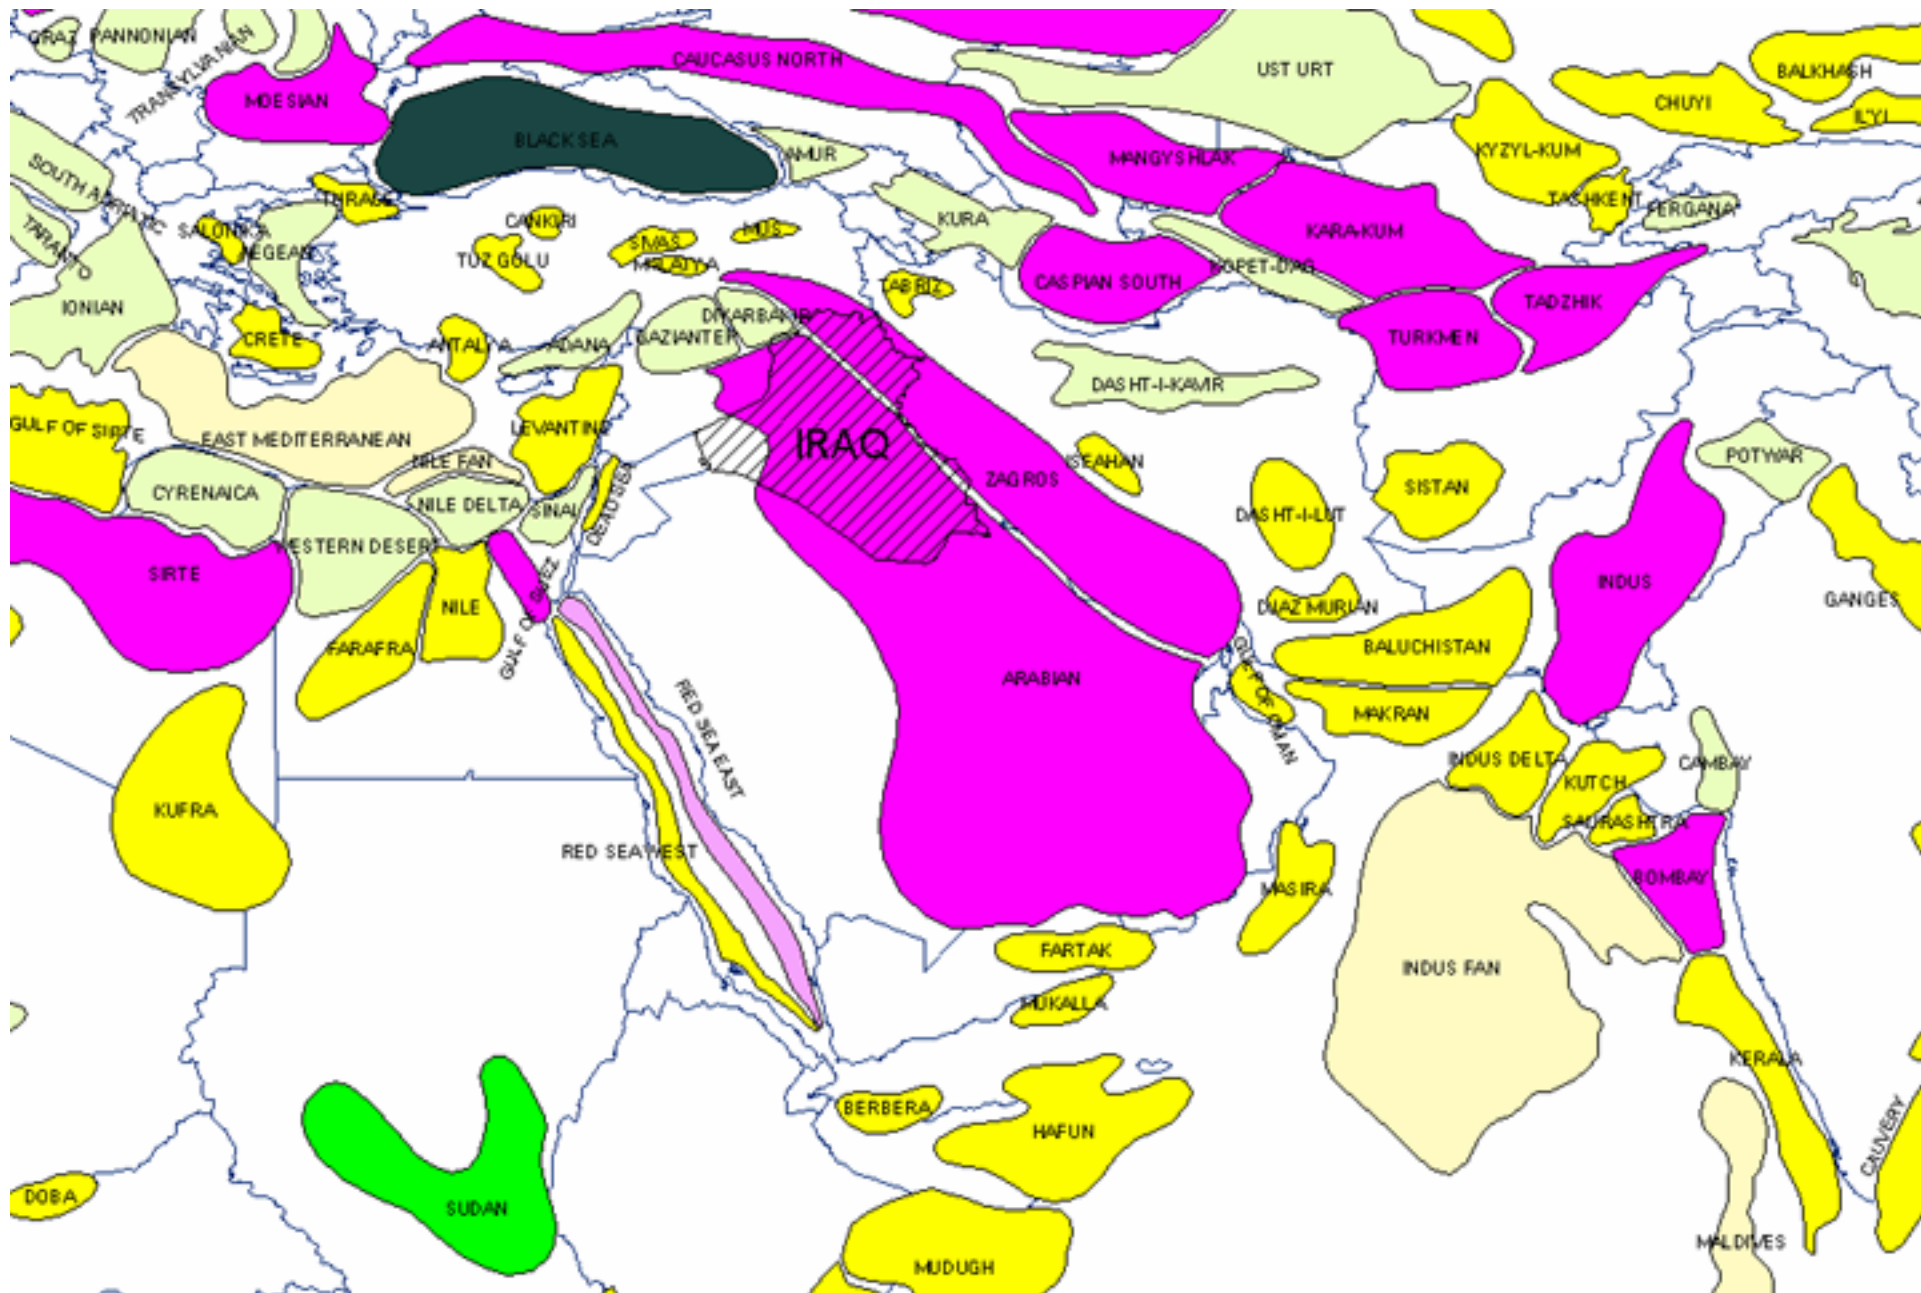 GRAZ
PANNONIAN
TRANSYLVANIAN
MOESIAN
CAUCASUS NORTH
UST URT
BALKHASH
CHUYI
IL'YI
BLACK SEA
AMUR
MANGYSHLAK
KYZYL-KUM
TASHKENT
FERGANA
SOUTH ADRIATIC
TARANTO
THRACE
SALONIKA
AEGEAN
CANKIRI
TUZ GOLU
SIVAS
MUS
MALATYA
KURA
KARA-KUM
KOPET-DAG
CASPIAN SOUTH
TABRIZ
TADZHIK
TURKMEN
IONIAN
CRETE
ANTALYA
ADANA
GAZIANTEP
DIYARBAKIR
DASHT-I-KAVIR
GULF OF SIRTE
EAST MEDITERRANEAN
LEVANTINE
IRAQ
ZAGROS
ISFAHAN
SISTAN
POTWAR
NILE FAN
CYRENAICA
NILE DELTA
SINAI
DEAD SEA
DASHT-I-LUT
WESTERN DESERT
SIRTE
NILE
GULF OF SUEZ
FARAFRA
DJAZ MURIAN
INDUS
GANGES
BALUCHISTAN
GULF OF OMAN
MAKRAN
ARABIAN
RED SEA EAST
INDUS DELTA
KUTCH
CAMBAY
SAURASHTRA
KUFRA
RED SEA WEST
BOMBAY
MASIRA
FARTAK
INDUS FAN
MUKALLA
KERALA
BERBERA
HAFUN
CAUVERY
DOBA
SUDAN
MALDIVES
MUDUGH